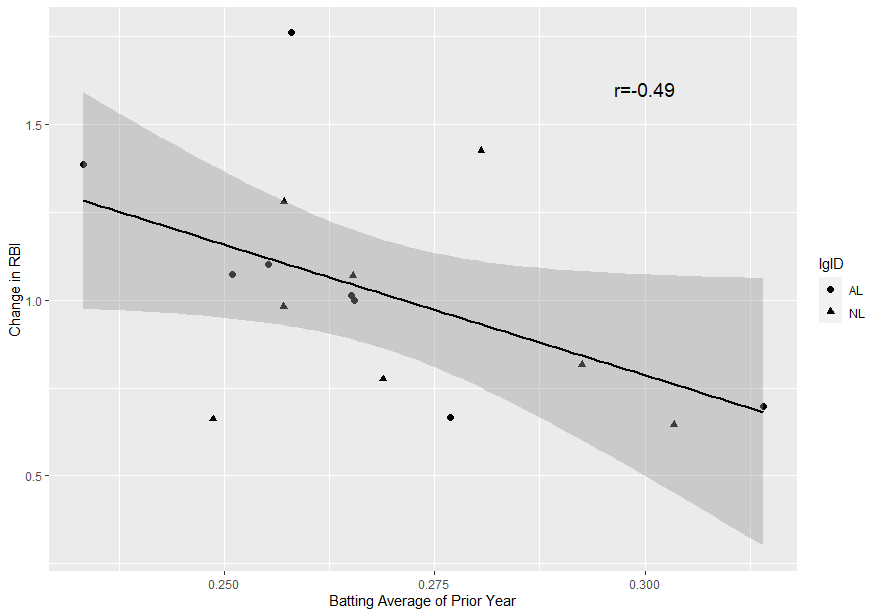 r=-0.49
1.5
1.0
0.5
Change in RBI
0.250
0.275
0.300
Batting Average of Prior Year
lgID
AL
NL